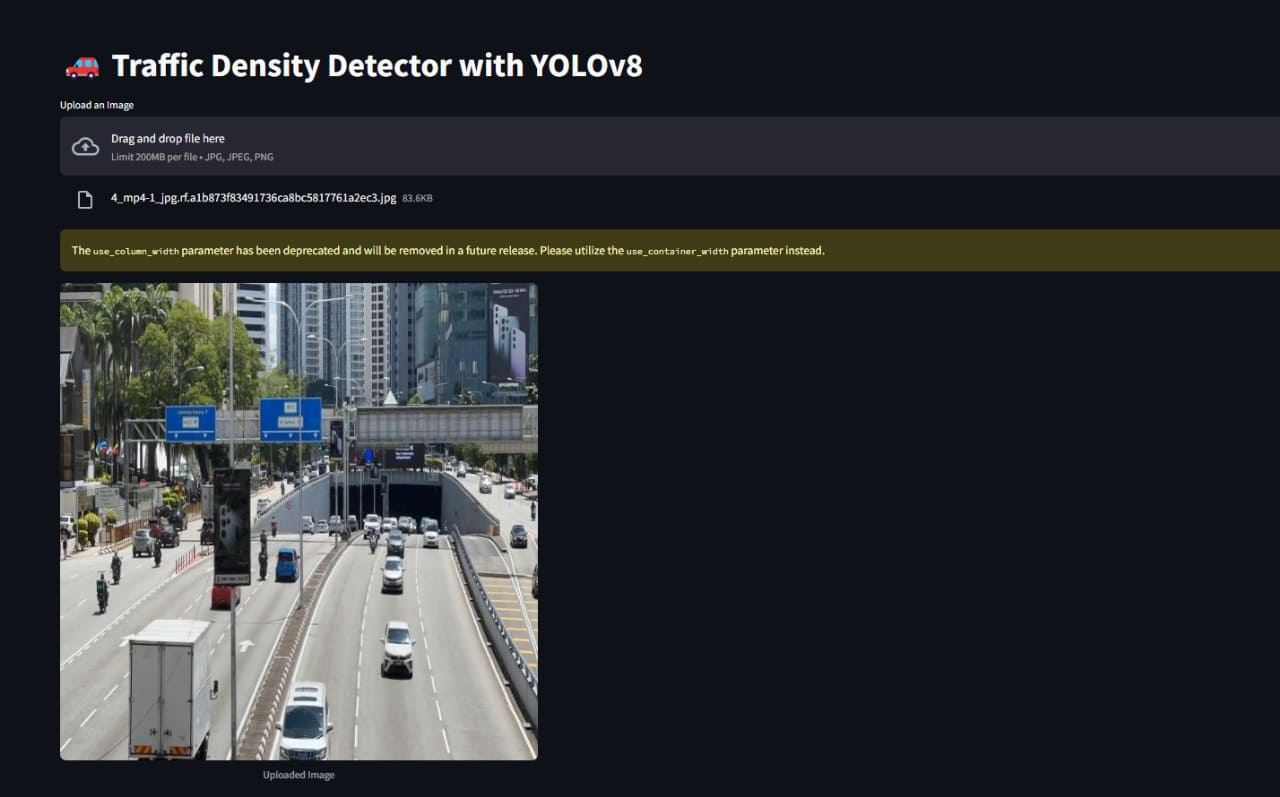 Traffic Density Detector with YOLOv8
Upload an Image
Drag and drop file here
Limit 200MB per file • JPG, JPEG, PNG
4_mp4-1_jpg.rf.a1b873f83491736ca8bc5817761a2ec3.jpg 83.6KB
The use_column_width parameter has been deprecated and will be removed in a future release. Please utilize the use_container_width parameter instead.
Uploaded Image